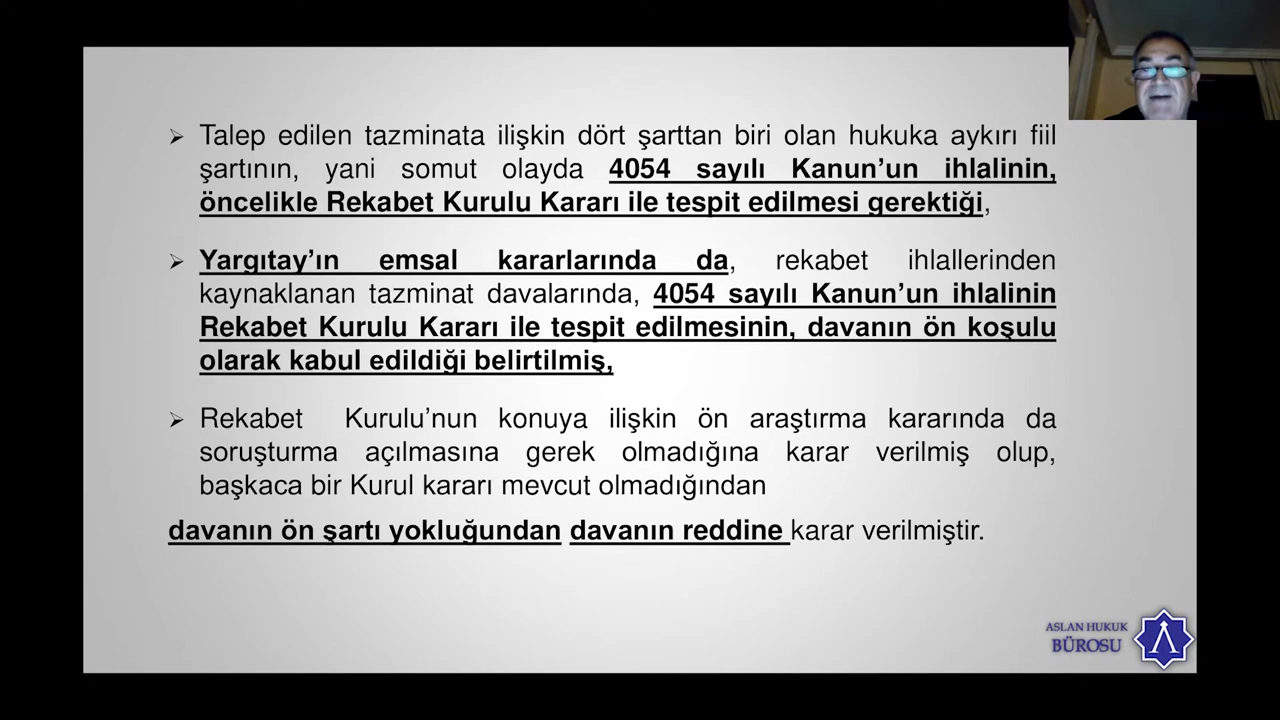 Talep edilen tazminata ilişkin dört şarttan biri olan hukuka aykırı fiil
şartının, yani somut olayda 4054 sayılı Kanun’un ihlalinin,
öncelikle Rekabet Kurulu Kararı ile tespit edilmesi gerektiği,
Yargıtay’ın emsal kararlarında da, rekabet ihlallerinden
kaynaklanan tazminat davalarında, 4054 sayılı Kanun’un ihlalinin
Rekabet Kurulu Kararı ile tespit edilmesinin, davanın ön koşulu
olarak kabul edildiği belirtilmiş,
Rekabet Kurulu’nun konuya ilişkin ön araştırma kararında da
soruşturma açılmasına gerek olmadığına karar verilmiş olup,
başkaca bir Kurul kararı mevcut olmadığından
davanın ön şartı yokluğundan davanın reddine karar verilmiştir.
ASLAN HUKUK
BÜROSU